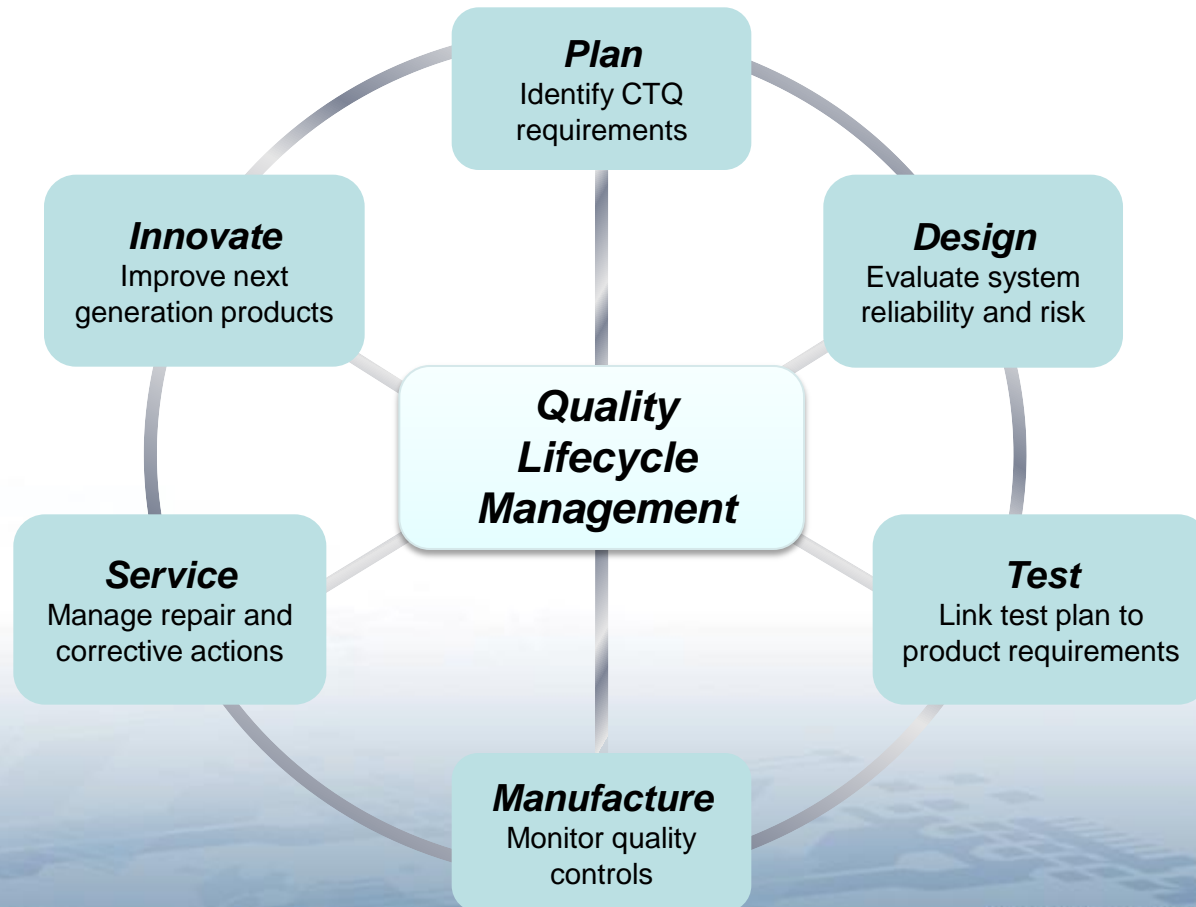 Plan
Identify CTQ
requirements
Innovate
Improve next
generation products
Design
Evaluate system
reliability and risk
Quality
Lifecycle
Management
Service
Manage repair and
corrective actions
Test
Link test plan to
product requirements
Manufacture
Monitor quality
controls